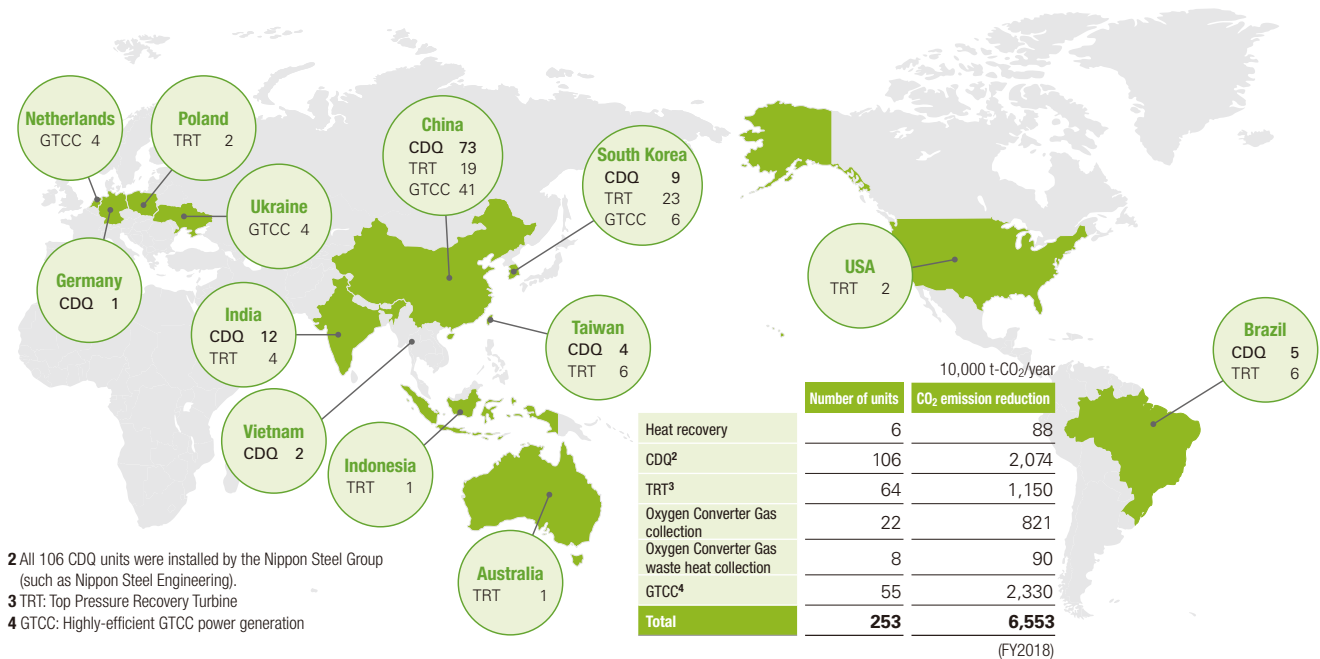 Netherlands
GTCC 4
Poland
TRT 2
China
CDQ 73
TRT 19
GTCC 41
South Korea
CDQ 9
TRT 23
GTCC 6
Ukraine
GTCC 4
Germany
CDQ 1
India
CDQ 12
TRT 4
Taiwan
CDQ 4
TRT 6
Vietnam
CDQ 2
Indonesia
TRT 1
Australia
TRT 1
USA
TRT 2
Brazil
CDQ 5
TRT 6
10,000 t-CO₂/year
Number of units CO₂ emission reduction
Heat recovery 6 88
CDQ² 106 2,074
TRT³ 64 1,150
Oxygen Converter Gas
collection 22 821
Oxygen Converter Gas
waste heat collection 8 90
GTCC⁴ 55 2,330
Total 253 6,553
(FY2018)
2 All 106 CDQ units were installed by the Nippon Steel Group
(such as Nippon Steel Engineering).
3 TRT: Top Pressure Recovery Turbine
4 GTCC: Highly-efficient GTCC power generation